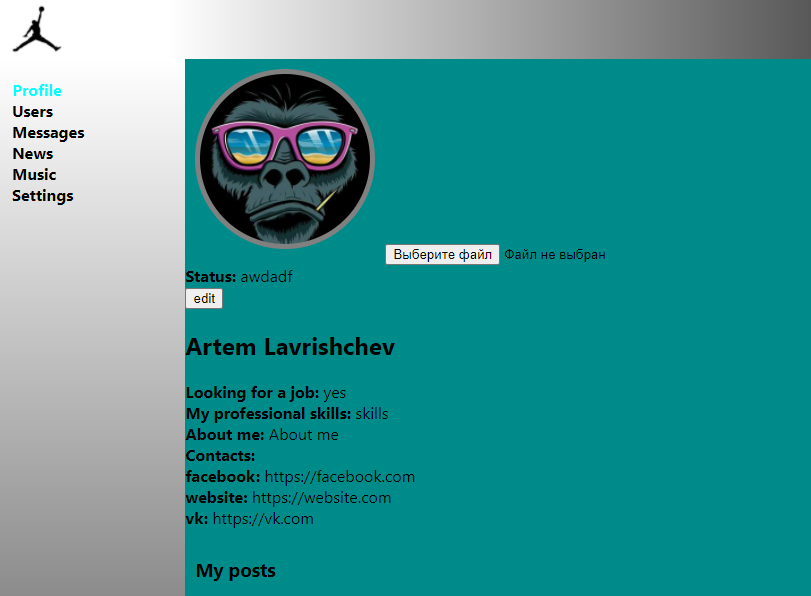 Profile
Users
Messages
News
Music
Settings
Выберите файл Файл не выбран
Status: awdadf
edit
Artem Lavrishchev
Looking for a job: yes
My professional skills: skills
About me: About me
Contacts:
facebook: https://facebook.com
website: https://website.com
vk: https://vk.com
My posts